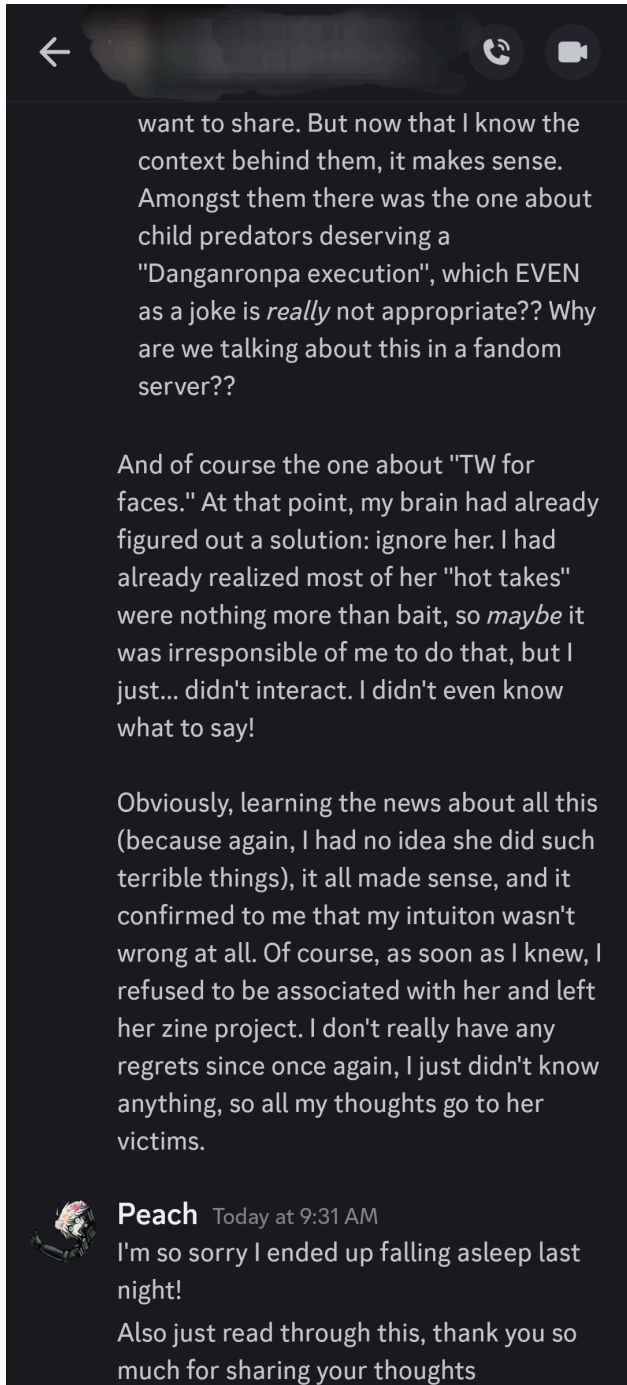 want to share. But now that I know the
context behind them, it makes sense.
Amongst them there was the one about
child predators deserving a
"Danganronpa execution", which EVEN
as a joke is really not appropriate?? Why
are we talking about this in a fandom
server??
And of course the one about "TW for
faces." At that point, my brain had already
figured out a solution: ignore her. I had
already realized most of her "hot takes"
were nothing more than bait, so maybe it
was irresponsible of me to do that, but I
just... didn't interact. I didn't even know
what to say!
Obviously, learning the news about all this
(because again, I had no idea she did such
terrible things), it all made sense, and it
confirmed to me that my intuiton wasn't
wrong at all. Of course, as soon as I knew, I
refused to be associated with her and left
her zine project. I don't really have any
regrets since once again, I just didn't know
anything, so all my thoughts go to her
victims.
Peach Today at 9:31 AM
I'm so sorry I ended up falling asleep last
night!
Also just read through this, thank you so
much for sharing your thoughts